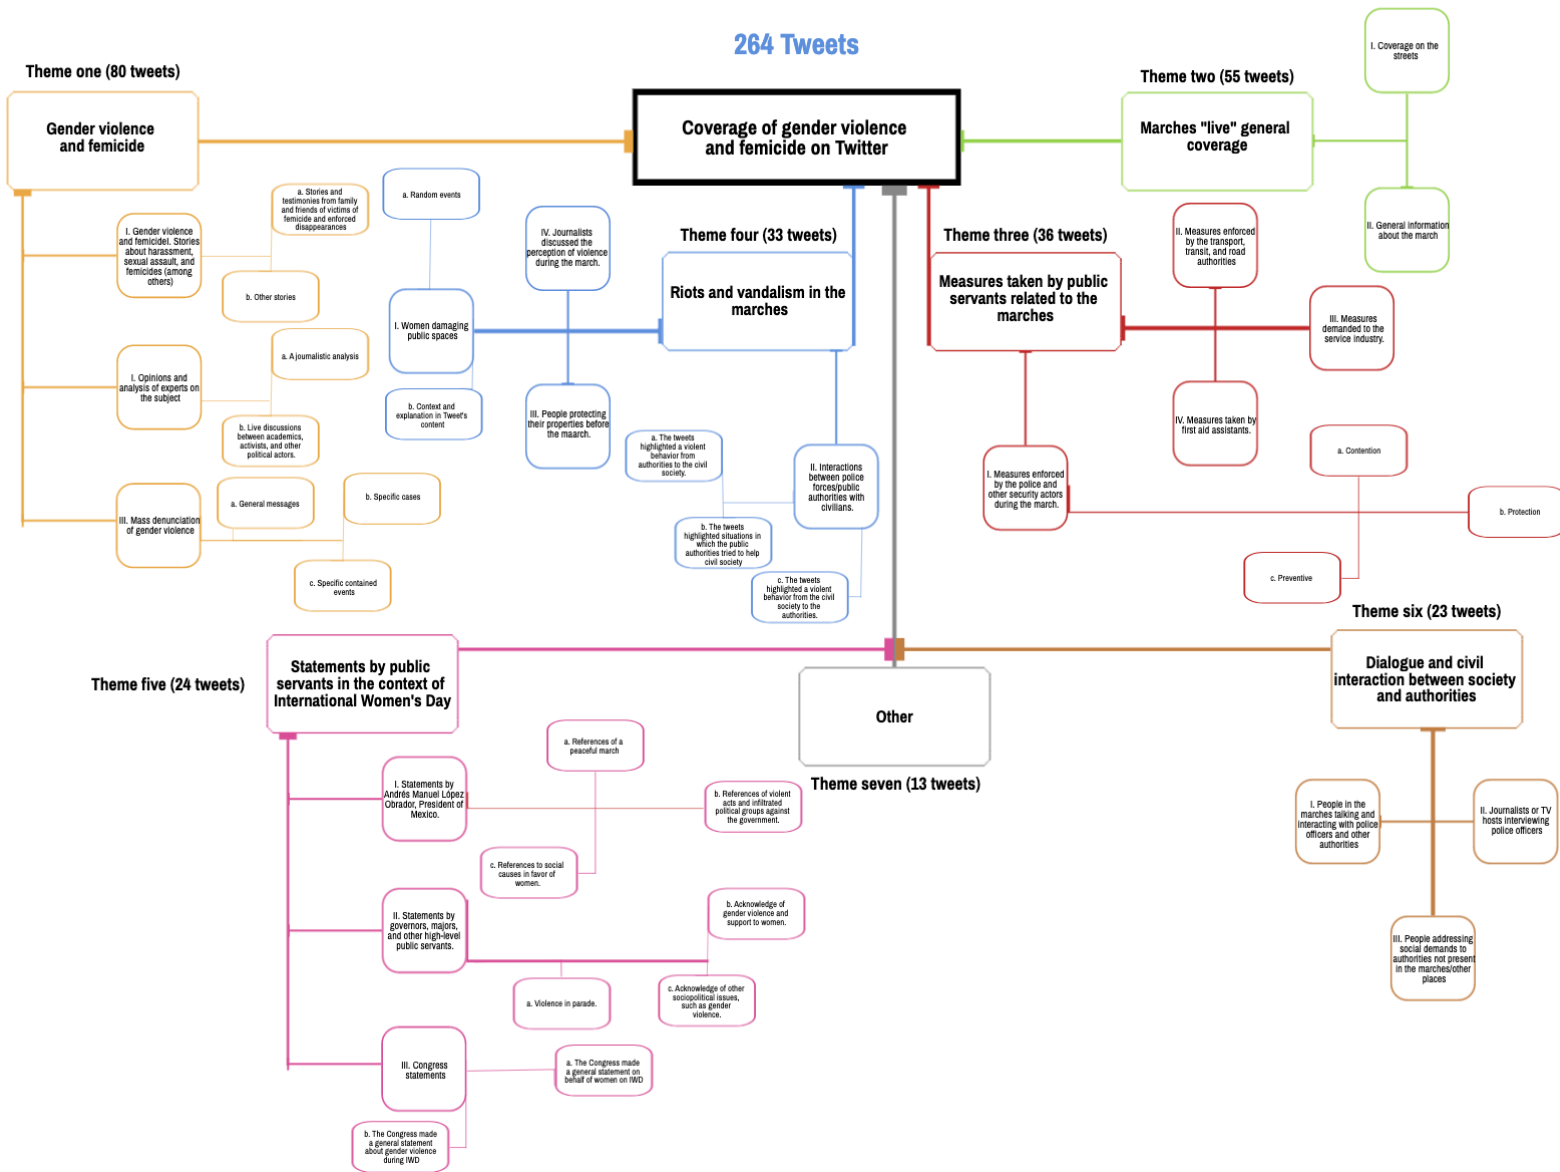 264 Tweets
Theme one (80 tweets)
Gender violence
and femicide
Coverage of gender violence
and femicide on Twitter
Theme two (55 tweets)
Marches "live" general
coverage
I. Coverage on the
streets
II. General information
about the march
I. Gender violence
and femicidel. Stories
about harassment,
sexual assault, and
femicides (among
others)
a. Stories and
testimonies from family
and friends of victims of
femicide and enforced
disappearances
b. Other stories
I. Opinions and
analysis of experts on
the subject
a. A journalistic analysis
b. Live discussions
between academics,
activists, and other
political actors.
III. Mass denunciation
of gender violence
a. General messages
b. Specific cases
c. Specific contained
events
Theme four (33 tweets)
Riots and vandalism in the
marches
a. Random events
I. Women damaging
public spaces
b. Context and
explanation in Tweet's
content
IV. Journalists
discussed the
perception of violence
during the march.
III. People protecting
their properties before
the maarch.
II. Interactions
between police
forces/public
authorities with
civilians.
a. The tweets
highlighted a violent
behavior from
authorities to the civil
society.
b. The tweets
highlighted situations in
which the public
authorities tried to help
civil society
c. The tweets
highlighted a violent
behavior from the civil
society to the
authorities.
Theme three (36 tweets)
Measures taken by public
servants related to the
marches
II. Measures enforced
by the transport,
transit, and road
authorities
III. Measures
demanded to the
service industry.
IV. Measures taken by
first aid assistants.
I. Measures enforced
by the police and
other security actors
during the march.
a. Contention
b. Protection
c. Preventive
Theme five (24 tweets)
Statements by public
servants in the context of
International Women's Day
I. Statements by
Andrés Manuel López
Obrador, President of
Mexico.
a. References of a
peaceful march
b. References of violent
acts and infiltrated
political groups against
the government.
c. References to social
causes in favor of
women.
II. Statements by
governors, majors,
and other high-level
public servants.
b. Acknowledge of
gender violence and
support to women.
a. Violence in parade.
c. Acknowledge of other
sociopolitical issues,
such as gender
violence.
III. Congress
statements
a. The Congress made
a general statement on
behalf of women on IWD
b. The Congress made
a general statement
about gender violence
during IWD
Other
Theme seven (13 tweets)
Theme six (23 tweets)
Dialogue and civil
interaction between society
and authorities
I. People in the
marches talking and
interacting with police
officers and other
authorities
II. Journalists or TV
hosts interviewing
police officers
III. People addressing
social demands to
authorities not present
in the marches/other
places